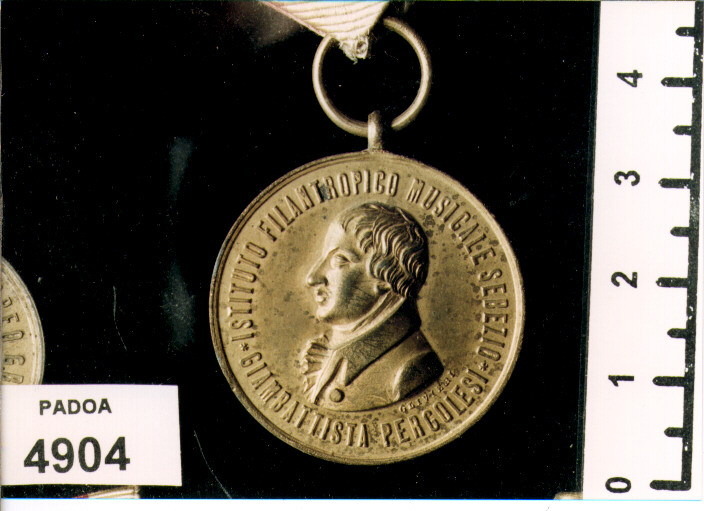 * ISTITUTO FILANTROPICO MUSICALE SEBEZIO *
GIAMBATTISTA PERGOLESI
PADOA
4904
4
3
2
1
0